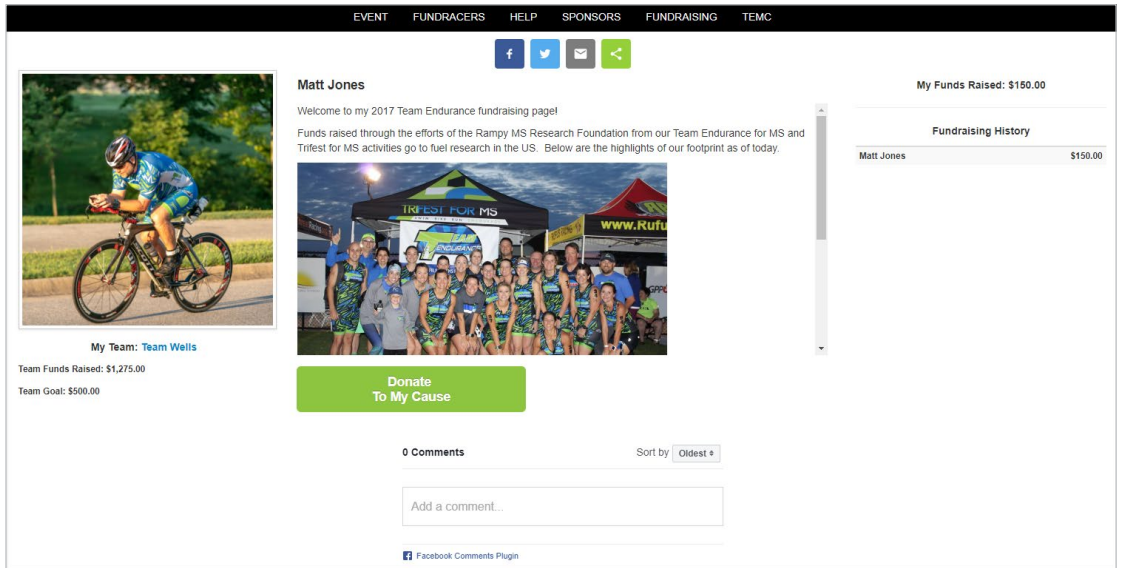 EVENT FUNDRACERS HELP SPONSORS FUNDRAISING TEMC
Matt Jones
Welcome to my 2017 Team Endurance fundraising page!
Funds raised through the efforts of the Rampy MS Research Foundation from our Team Endurance for MS and
Trifest for MS activities go to fuel research in the US. Below are the highlights of our footprint as of today.
TRIFEST FOR MS
SWIM BIKE RUN
TEAM
ENDURANCE
www.Rufu
My Team: Team Wells
Team Funds Raised: $1,275.00
Team Goal: $500.00
Donate
To My Cause
My Funds Raised: $150.00
Fundraising History
Matt Jones $150.00
0 Comments Sort by Oldest
Add a comment...
Facebook Comments Plugin